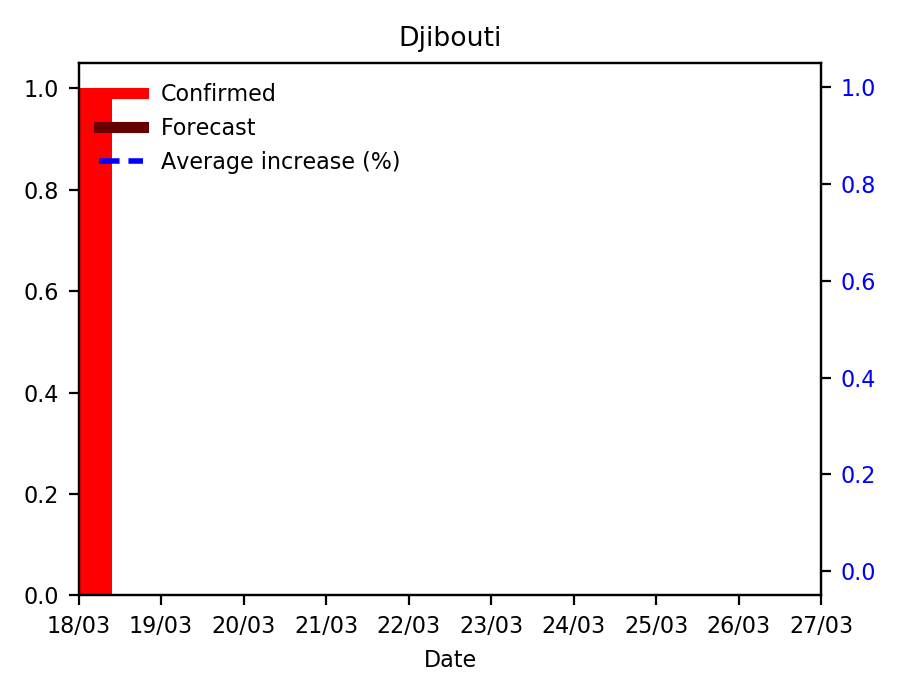 Djibouti
1.0 Confirmed 1.0
Forecast
Average increase (%)
0.8 0.8
0.6 0.6
0.4 0.4
0.2 0.2
0.0 0.0
18/03 19/03 20/03 21/03 22/03 23/03 24/03 25/03 26/03 27/03
Date